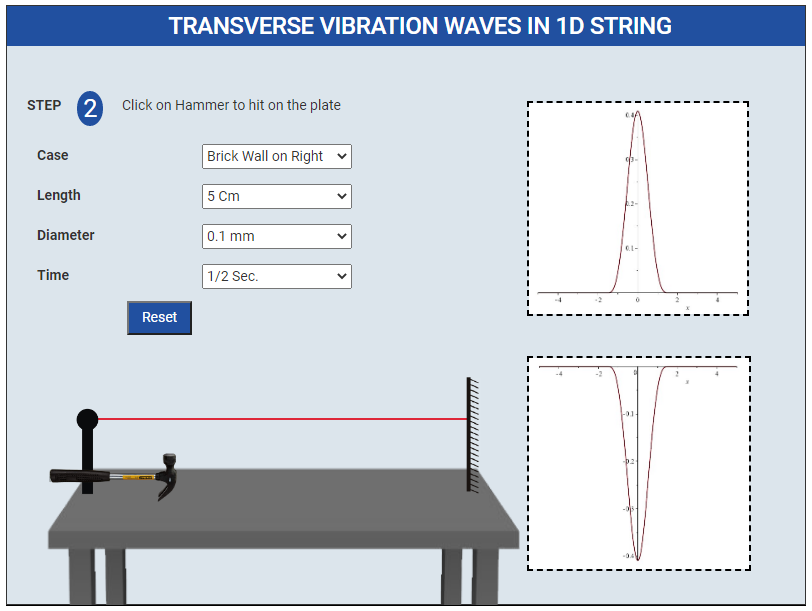 TRANSVERSE VIBRATION WAVES IN 1D STRING
STEP 2 Click on Hammer to hit on the plate
Case Brick Wall on Right
Length 5 Cm
Diameter 0.1 mm
Time 1/2 Sec.
Reset
0.4
0.3
0.2
0.1
-4 -2 0 2 4
x
-4 -2 0 2 4
x
-0.1
-0.2
-0.3
-0.4